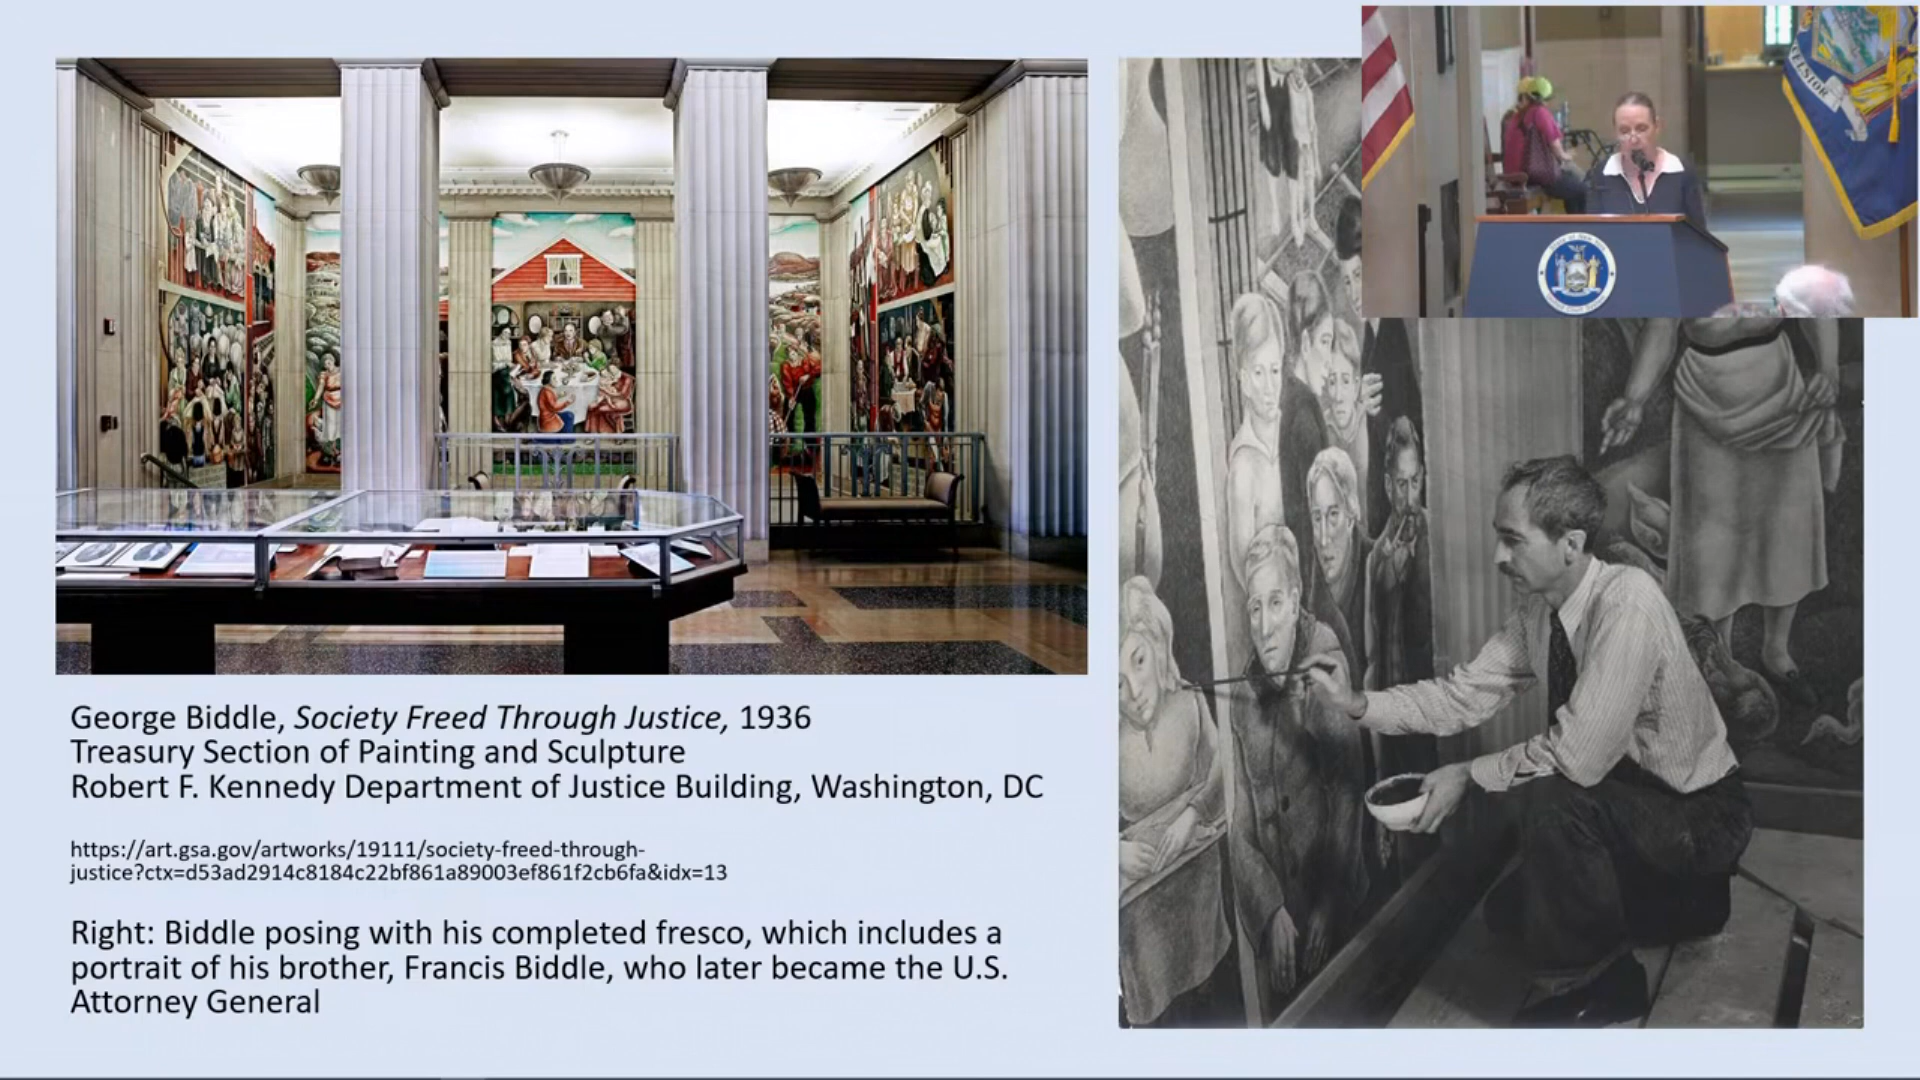 George Biddle, Society Freed Through Justice, 1936
Treasury Section of Painting and Sculpture
Robert F. Kennedy Department of Justice Building, Washington, DC
https://art.gsa.gov/artworks/19111/society-freed-through-
justice?ctx=d53ad2914c8184c22bf861a89003ef861f2cb6fa&idx=13
Right: Biddle posing with his completed fresco, which includes a
portrait of his brother, Francis Biddle, who later became the U.S.
Attorney General